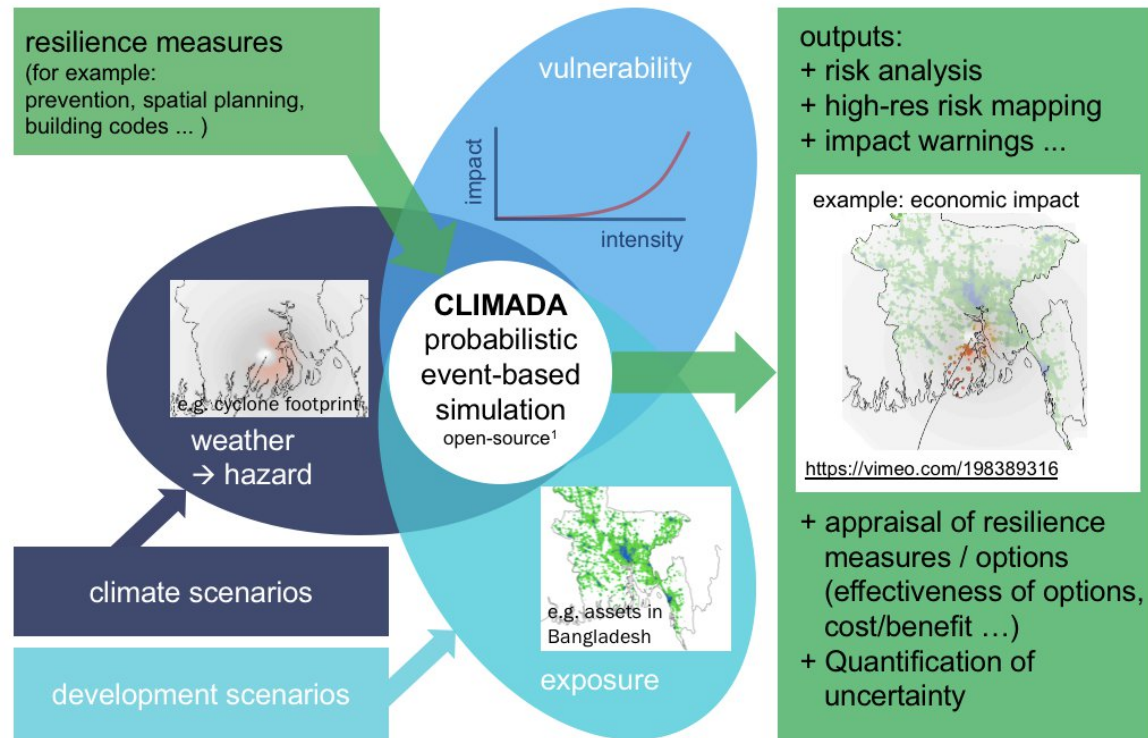 resilience measures
(for example:
prevention, spatial planning,
building codes ... )
vulnerability
impact
intensity
CLIMADA
probabilistic
event-based
simulation
open-source¹
e.g. cyclone footprint
weather
→ hazard
climate scenarios
development scenarios
e.g. assets in
Bangladesh
exposure
outputs:
+ risk analysis
+ high-res risk mapping
+ impact warnings ...
example: economic impact
https://vimeo.com/198389316
+ appraisal of resilience
measures / options
(effectiveness of options,
cost/benefit ...)
+ Quantification of
uncertainty